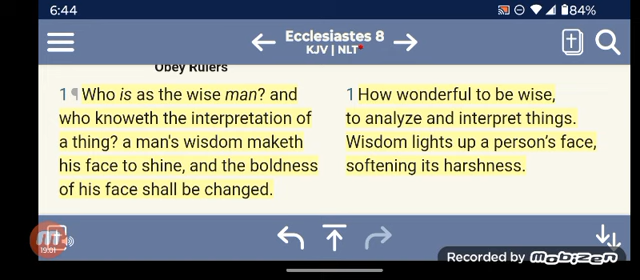 6:44
84%
Ecclesiastes 8
KJV | NLT
Obey Rulers
1 ¶ Who is as the wise man? and
who knoweth the interpretation of
a thing? a man's wisdom maketh
his face to shine, and the boldness
of his face shall be changed.
1 How wonderful to be wise,
to analyze and interpret things.
Wisdom lights up a person's face,
softening its harshness.
19:01
Recorded by Mobizen